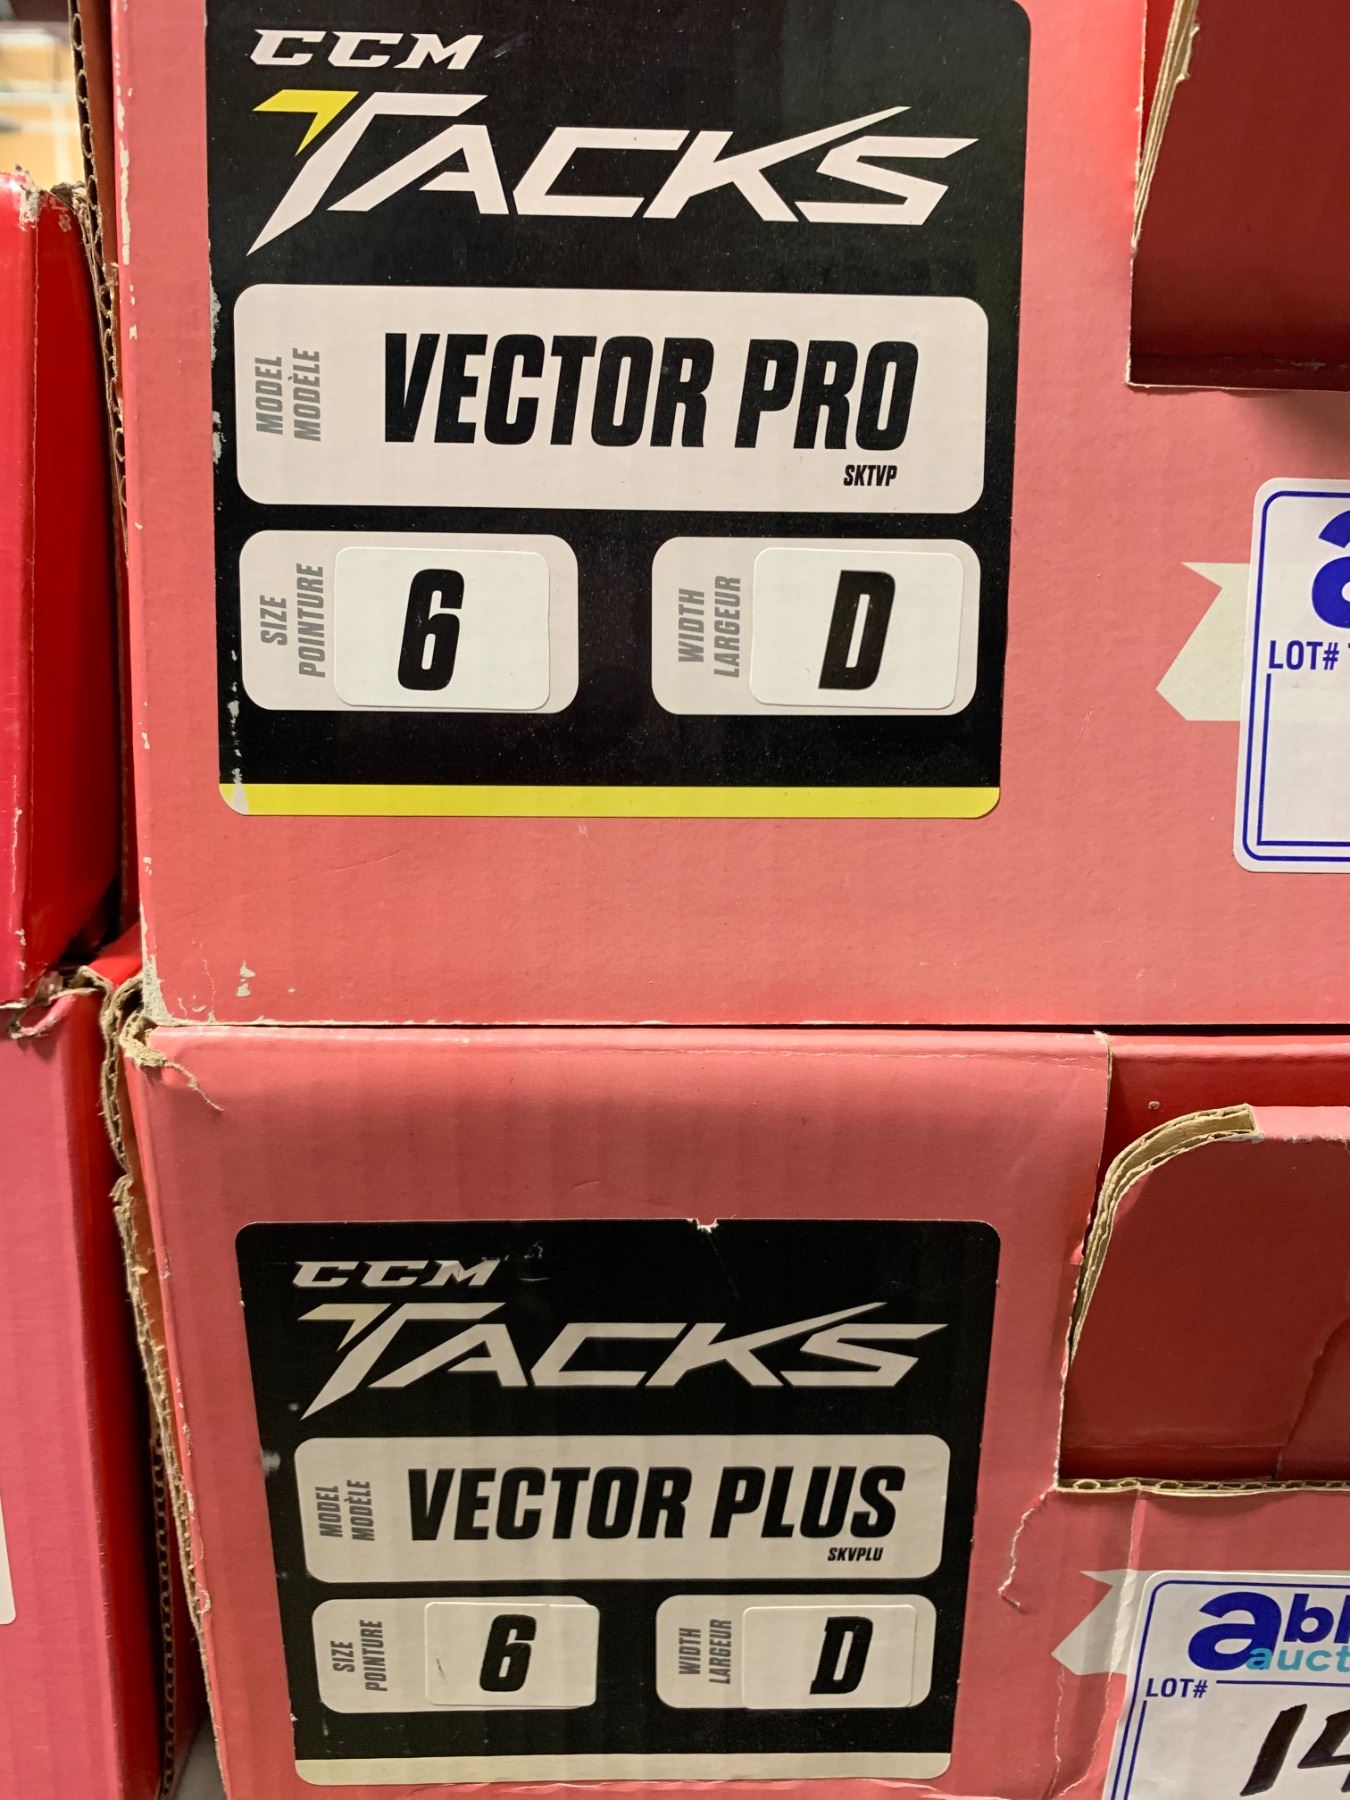 CCM
TACKS
MODEL
MODÈLE
VECTOR PRO
SKTVP
SIZE
POINTURE
6
WIDTH
LARGEUR
D
LOT#
CCM
TACKS
MODEL
MODÈLE
VECTOR PLUS
SKVPLU
SIZE
POINTURE
6
WIDTH
LARGEUR
D
LOT#